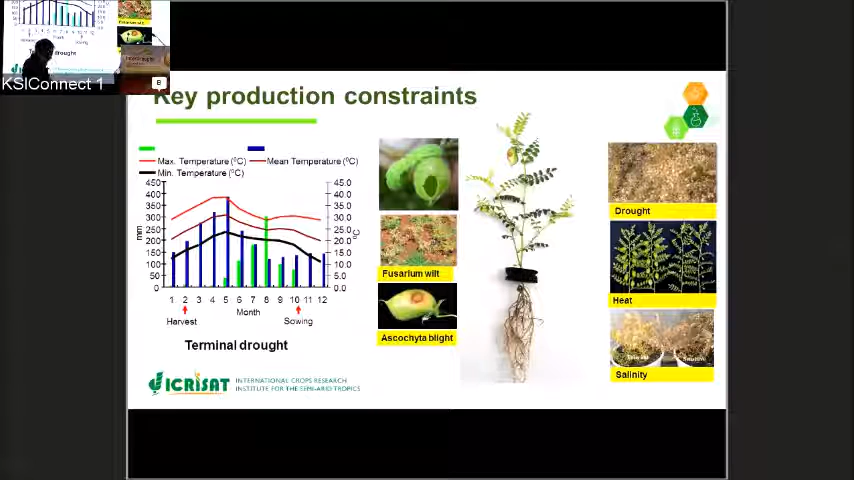 KSIConnect 1
B
Key production constraints
Max. Temperature (⁰C)
Mean Temperature (⁰C)
Min. Temperature (⁰C)
450
400
350
300
250
200
150
100
50
0
mm
45.0
40.0
35.0
30.0
25.0
20.0
15.0
10.0
5.0
0.0
⁰C
1 2 3 4 5 6 7 8 9 10 11 12
Month
Harvest
Sowing
Terminal drought
Fusarium wilt
Ascochyta blight
Drought
Heat
Salinity
ICRISAT
INTERNATIONAL CROPS RESEARCH
INSTITUTE FOR THE SEMI-ARID TROPICS